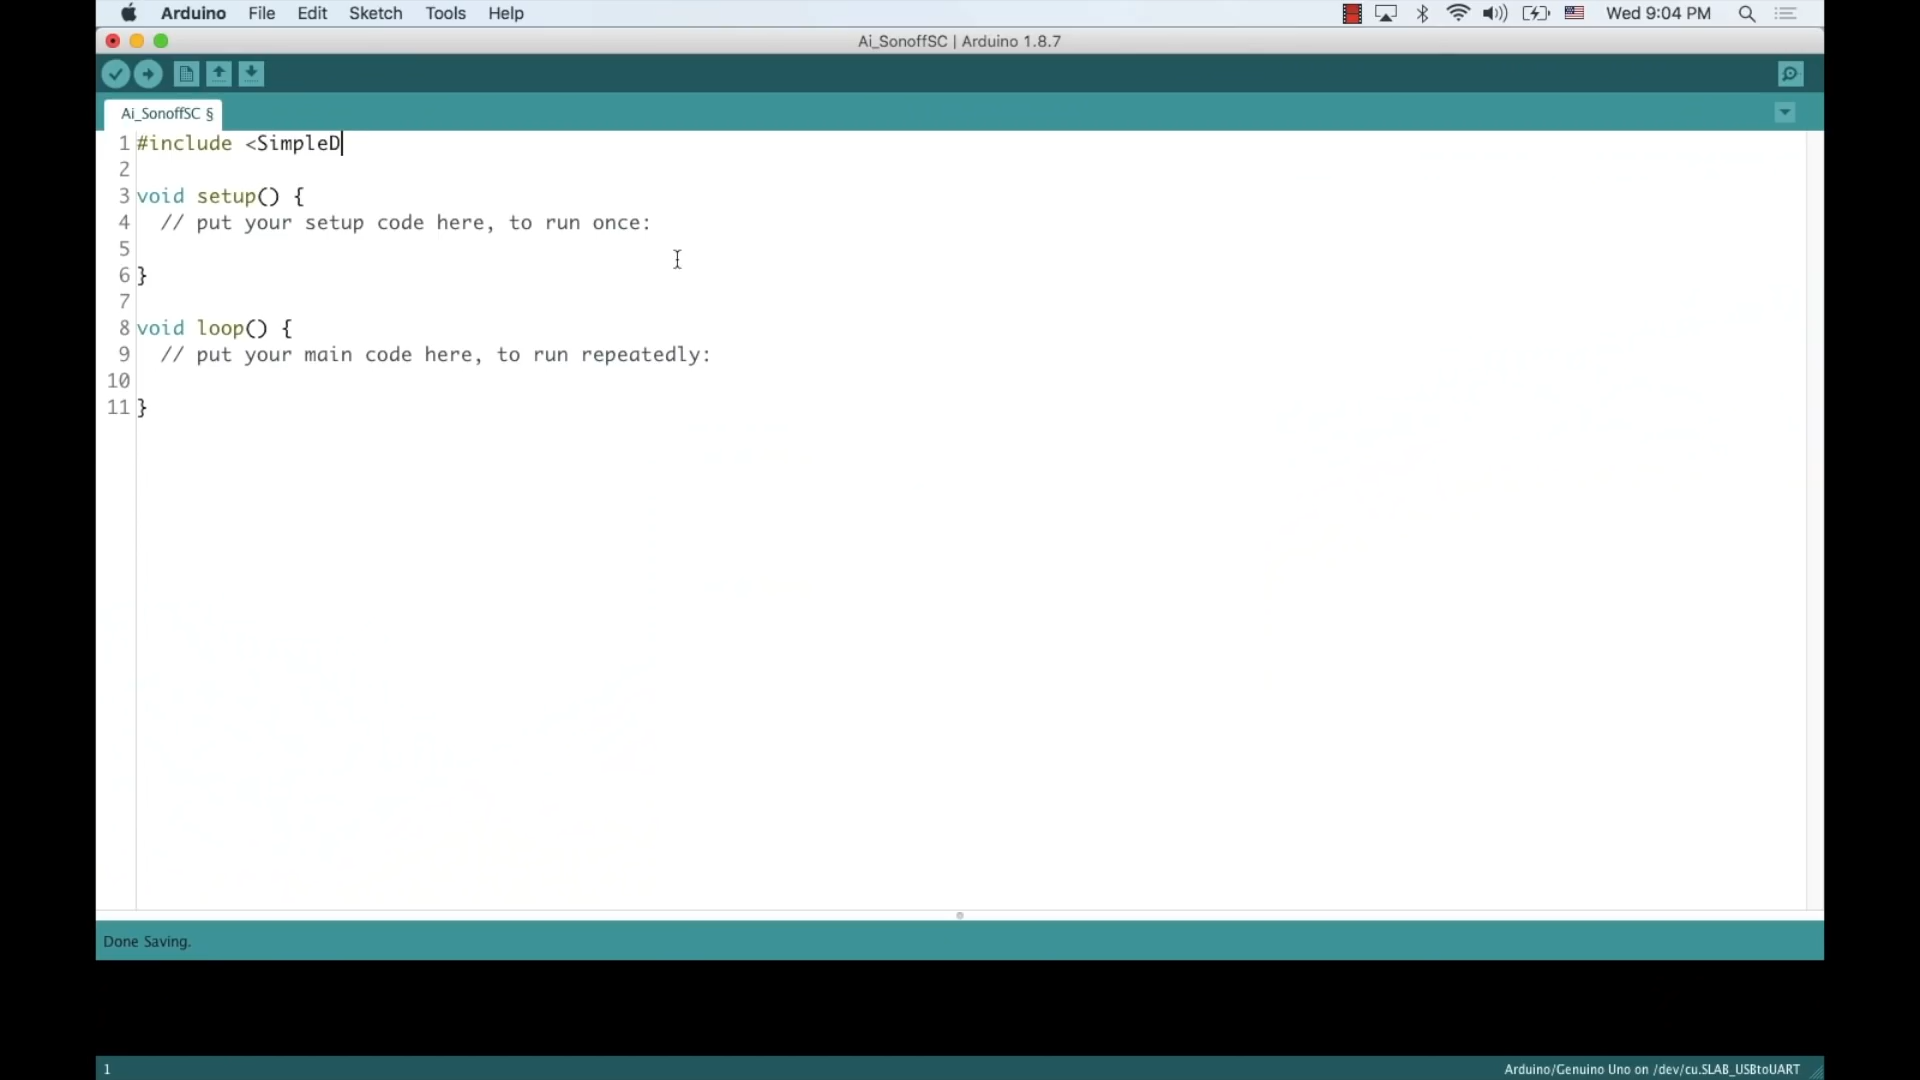 Arduino File Edit Sketch Tools Help Wed 9:04 PM
Ai_SonoffSC | Arduino 1.8.7
Ai_SonoffSC §
1 #include <SimpleD
2
3 void setup() {
4 // put your setup code here, to run once:
5
6 }
7
8 void loop() {
9 // put your main code here, to run repeatedly:
10
11 }
Done Saving.
1 Arduino/Genuino Uno on /dev/cu.SLAB_USBtoUART